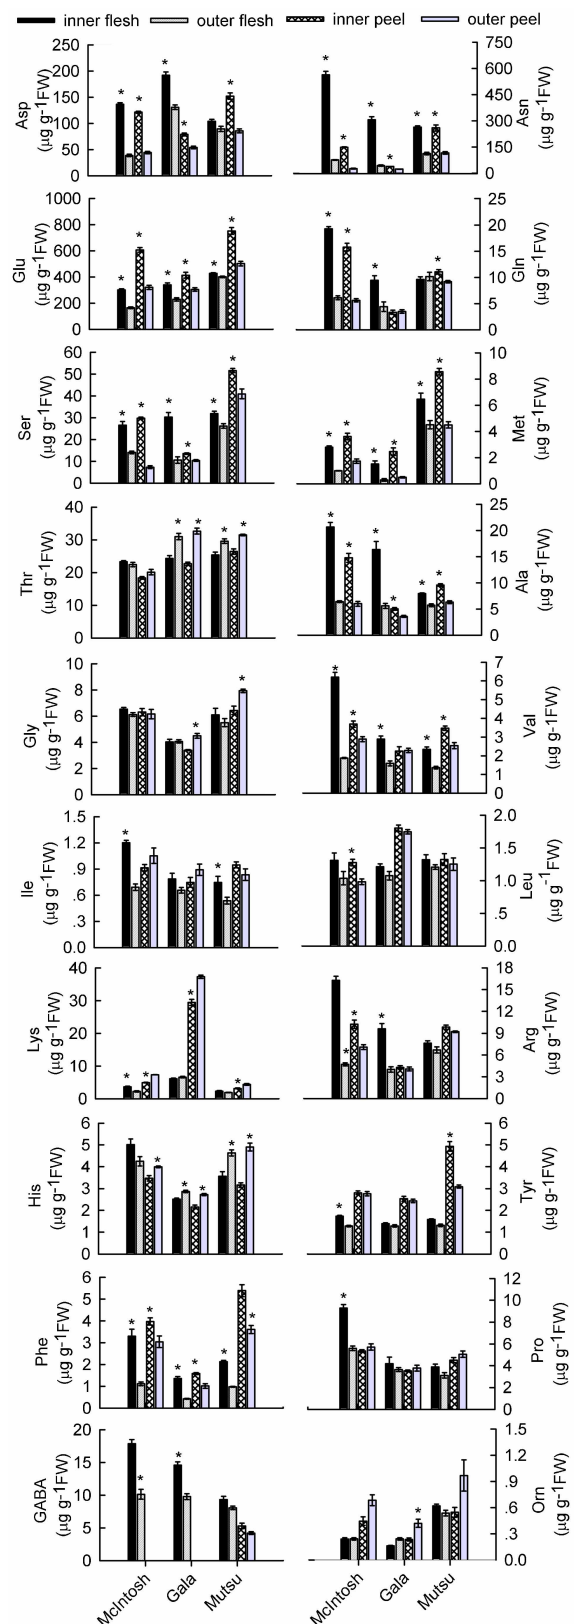 inner flesh outer flesh inner peel outer peel
250
200
150
100
50
0
Asp
(µg g-1FW)
* * * * *
750
600
450
300
150
0
Asn
(µg g-1FW)
* * * * * *
1000
800
600
400
200
0
Glu
(µg g-1FW)
* * * * *
25
20
15
10
5
0
Gln
(µg g-1FW)
* * * *
60
50
40
30
20
10
0
Ser
(µg g-1FW)
* * * * *
10
8
6
4
2
0
Met
(µg g-1FW)
* * * * * *
40
30
20
10
0
Thr
(µg g-1FW)
* * * *
25
20
15
10
5
0
Ala
(µg g-1FW)
* * * * * *
10
8
6
4
2
0
Gly
(µg g-1FW)
* *
7
6
5
4
3
2
1
0
Val
(µg g-1FW)
* * * * *
1.5
1.2
.9
.6
.3
0.0
Ile
(µg g-1FW)
* *
2.0
1.5
1.0
.5
0.0
Leu
(µg g-1FW)
*
40
30
20
10
0
Lys
(µg g-1FW)
* * * *
18
15
12
9
6
3
0
Arg
(µg g-1FW)
* * *
6
5
4
3
2
1
0
His
(µg g-1FW)
* * * * *
6
5
4
3
2
1
0
Tyr
(µg g-1FW)
* *
6
5
4
3
2
1
0
Phe
(µg g-1FW)
* * * * * *
12
10
8
6
4
2
0
Pro
(µg g-1FW)
*
20
15
10
5
0
GABA
(µg g-1FW)
* *
1.5
1.2
.9
.6
.3
0.0
Orn
(µg g-1FW)
*
McIntosh Gala Mutsu
McIntosh Gala Mutsu